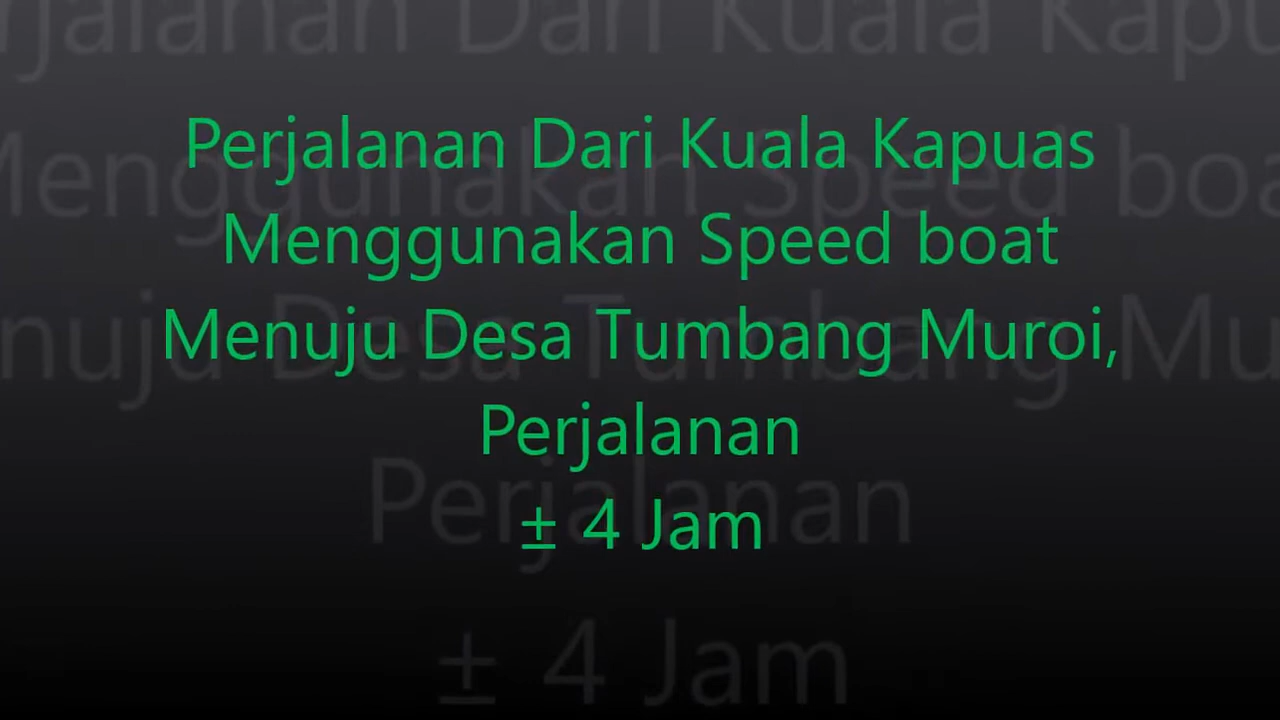 Perjalanan Dari Kuala Kapuas
Menggunakan Speed boat
Menuju Desa Tumbang Muroi,
Perjalanan
± 4 Jam